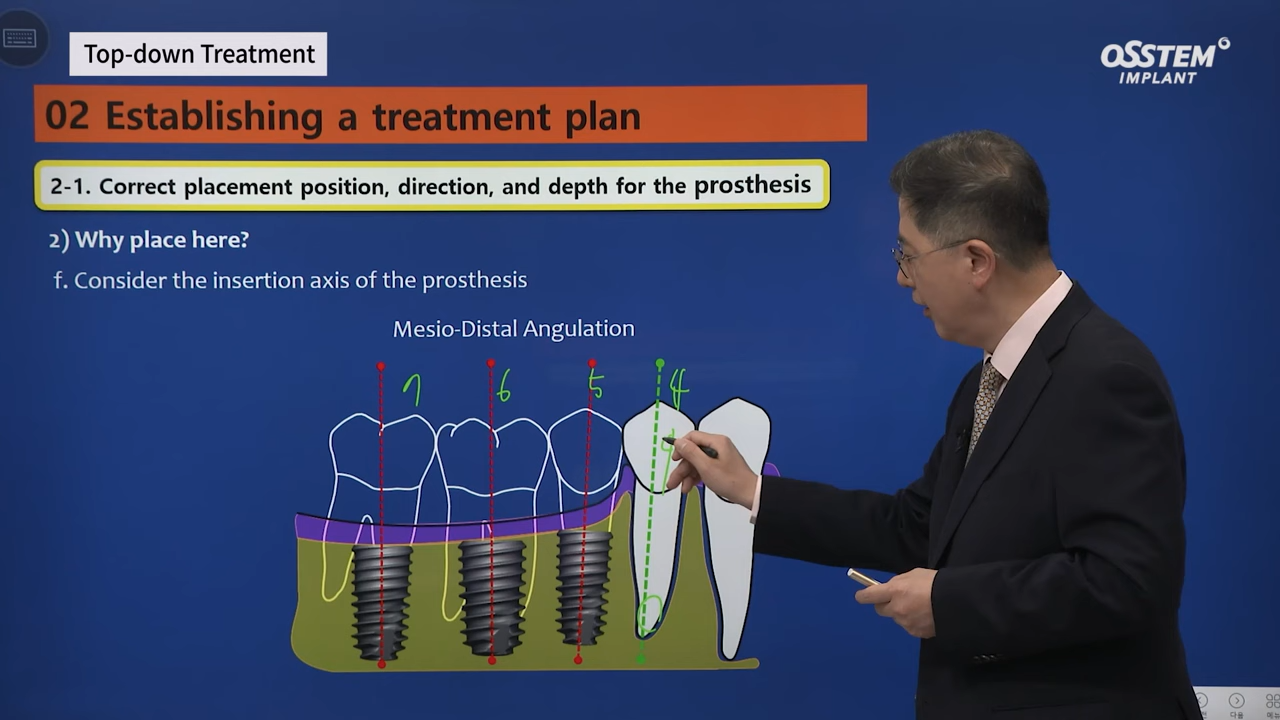 Top-down Treatment
OSSTEM
IMPLANT
02 Establishing a treatment plan
2-1. Correct placement position, direction, and depth for the prosthesis
2) Why place here?
f. Consider the insertion axis of the prosthesis
Mesio-Distal Angulation
7 6 5 4
다음